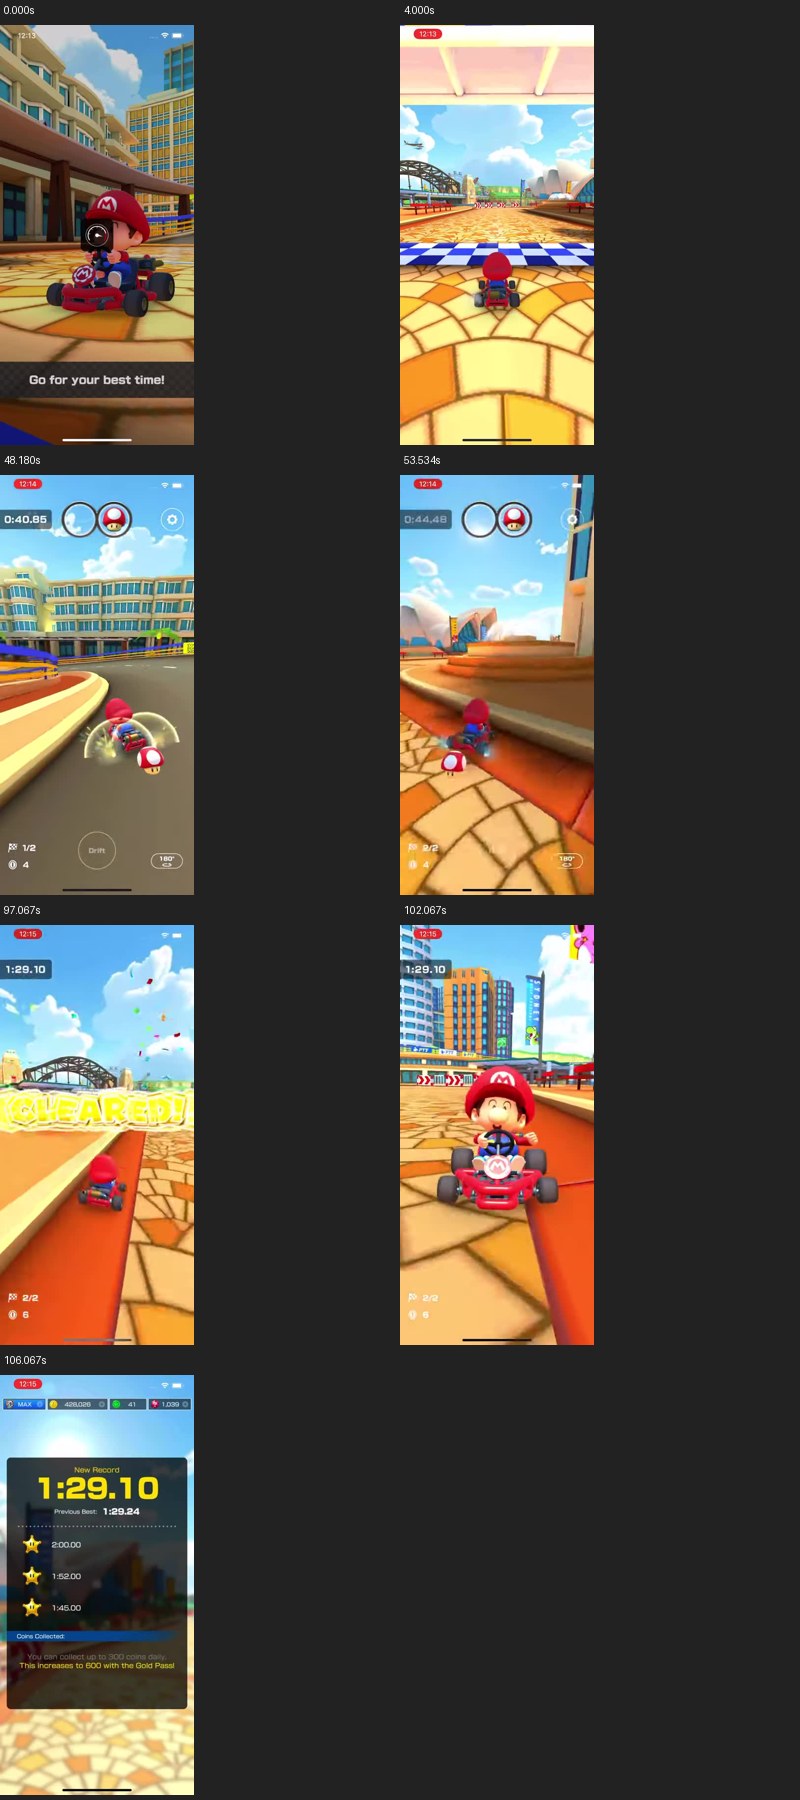 0.000s
12:13
Go for your best time!
4.000s
12:13
48.180s
12:14
0:40.85
1/2
4
Drift
180°
53.534s
12:14
0:44.48
2/2
4
180°
97.067s
12:15
1:29.10
CLEARED!
2/2
6
102.067s
12:15
1:29.10
2/2
6
106.067s
12:15
MAX 428,026 41 1,039
New Record
1:29.10
Previous Best: 1:29.24
2:00.00
1:52.00
1:45.00
Coins Collected:
You can collect up to 300 coins daily.
This increases to 600 with the Gold Pass!